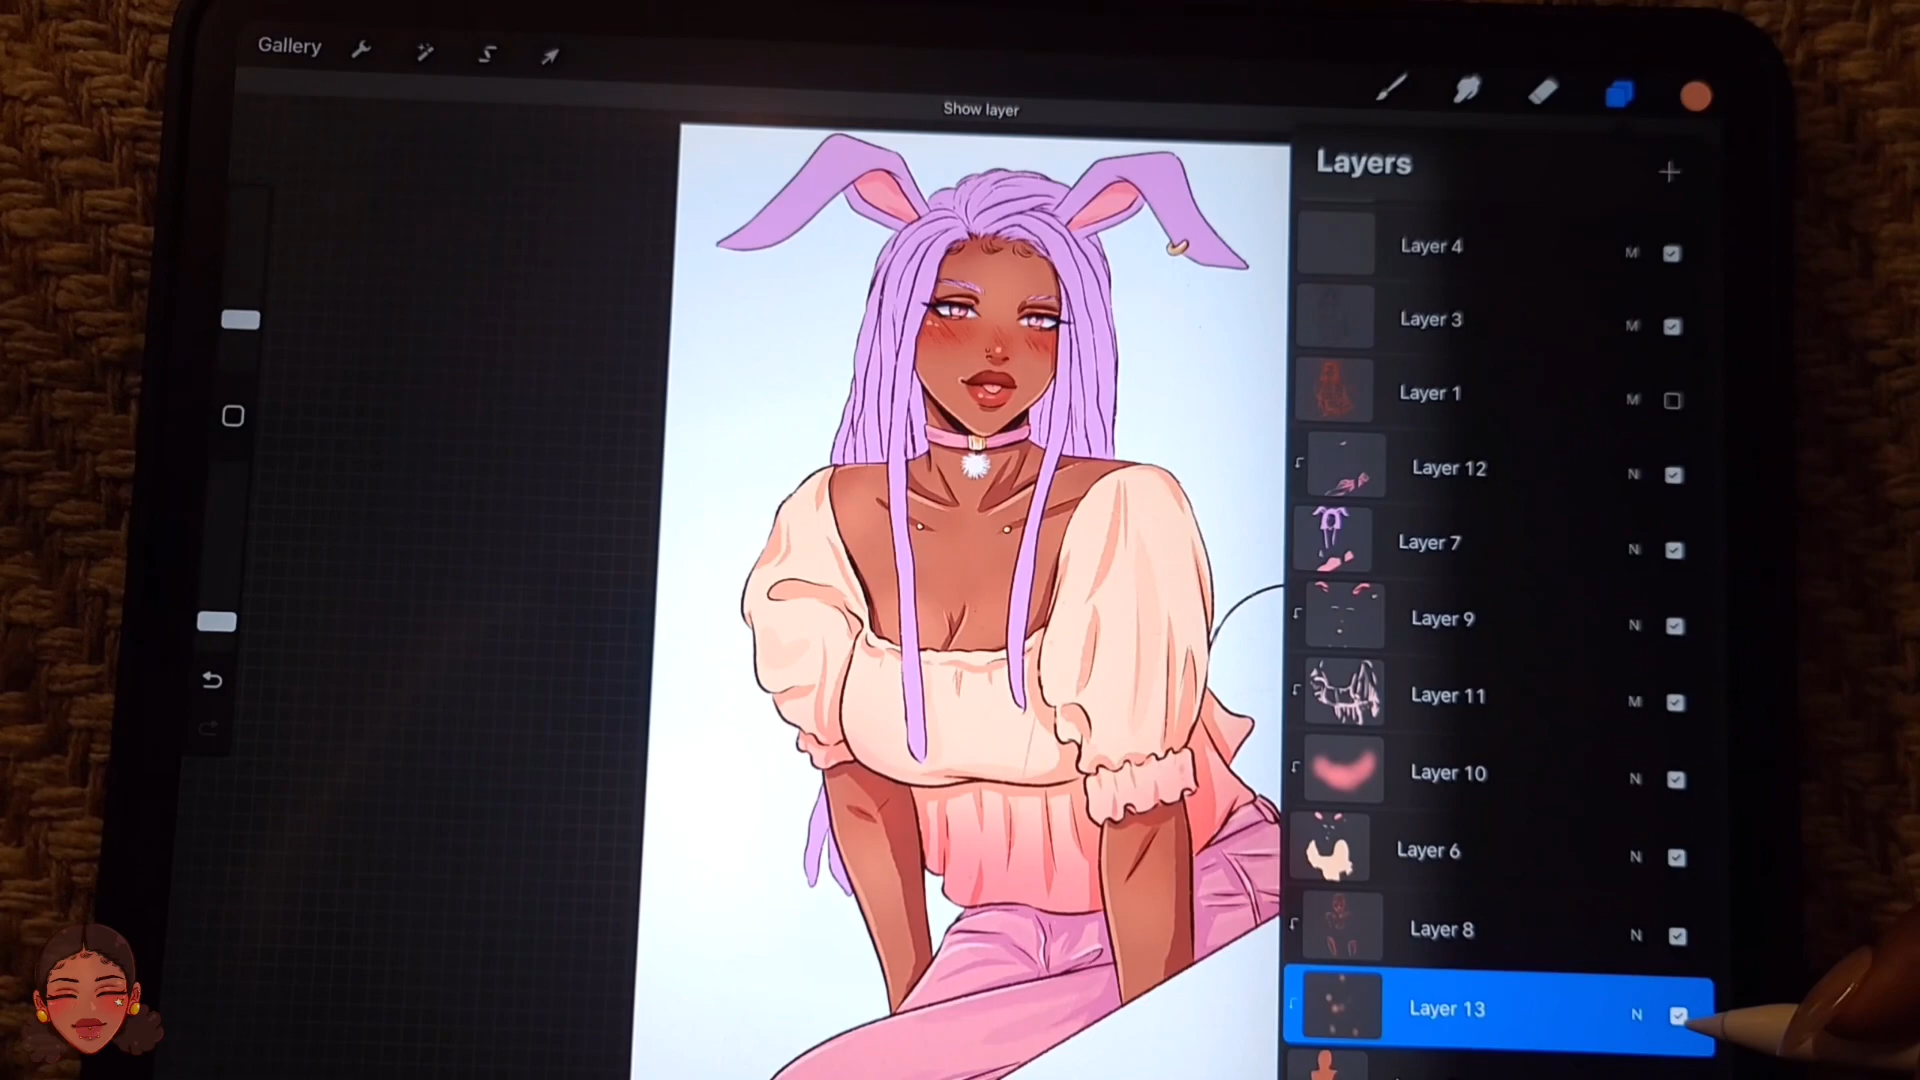 Gallery
Show layer
Layers
Layer 4 M
Layer 3 M
Layer 1 M
Layer 12 N
Layer 7 N
Layer 9 N
Layer 11 M
Layer 10 N
Layer 6 N
Layer 8 N
Layer 13 N